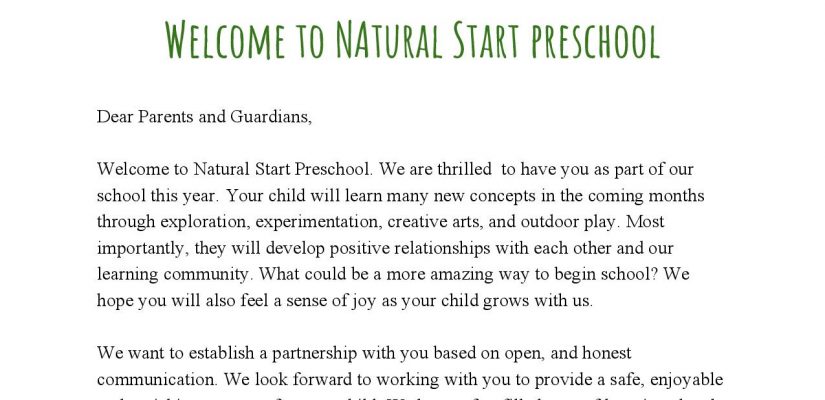 Welcome to NAtural Start preschool
Dear Parents and Guardians,
Welcome to Natural Start Preschool. We are thrilled  to have you as part of our
school this year. Your child will learn many new concepts in the coming months
through exploration, experimentation, creative arts, and outdoor play. Most
importantly, they will develop positive relationships with each other and our
learning community. What could be a more amazing way to begin school? We
hope you will also feel a sense of joy as your child grows with us.
We want to establish a partnership with you based on open, and honest
communication. We look forward to working with you to provide a safe, enjoyable